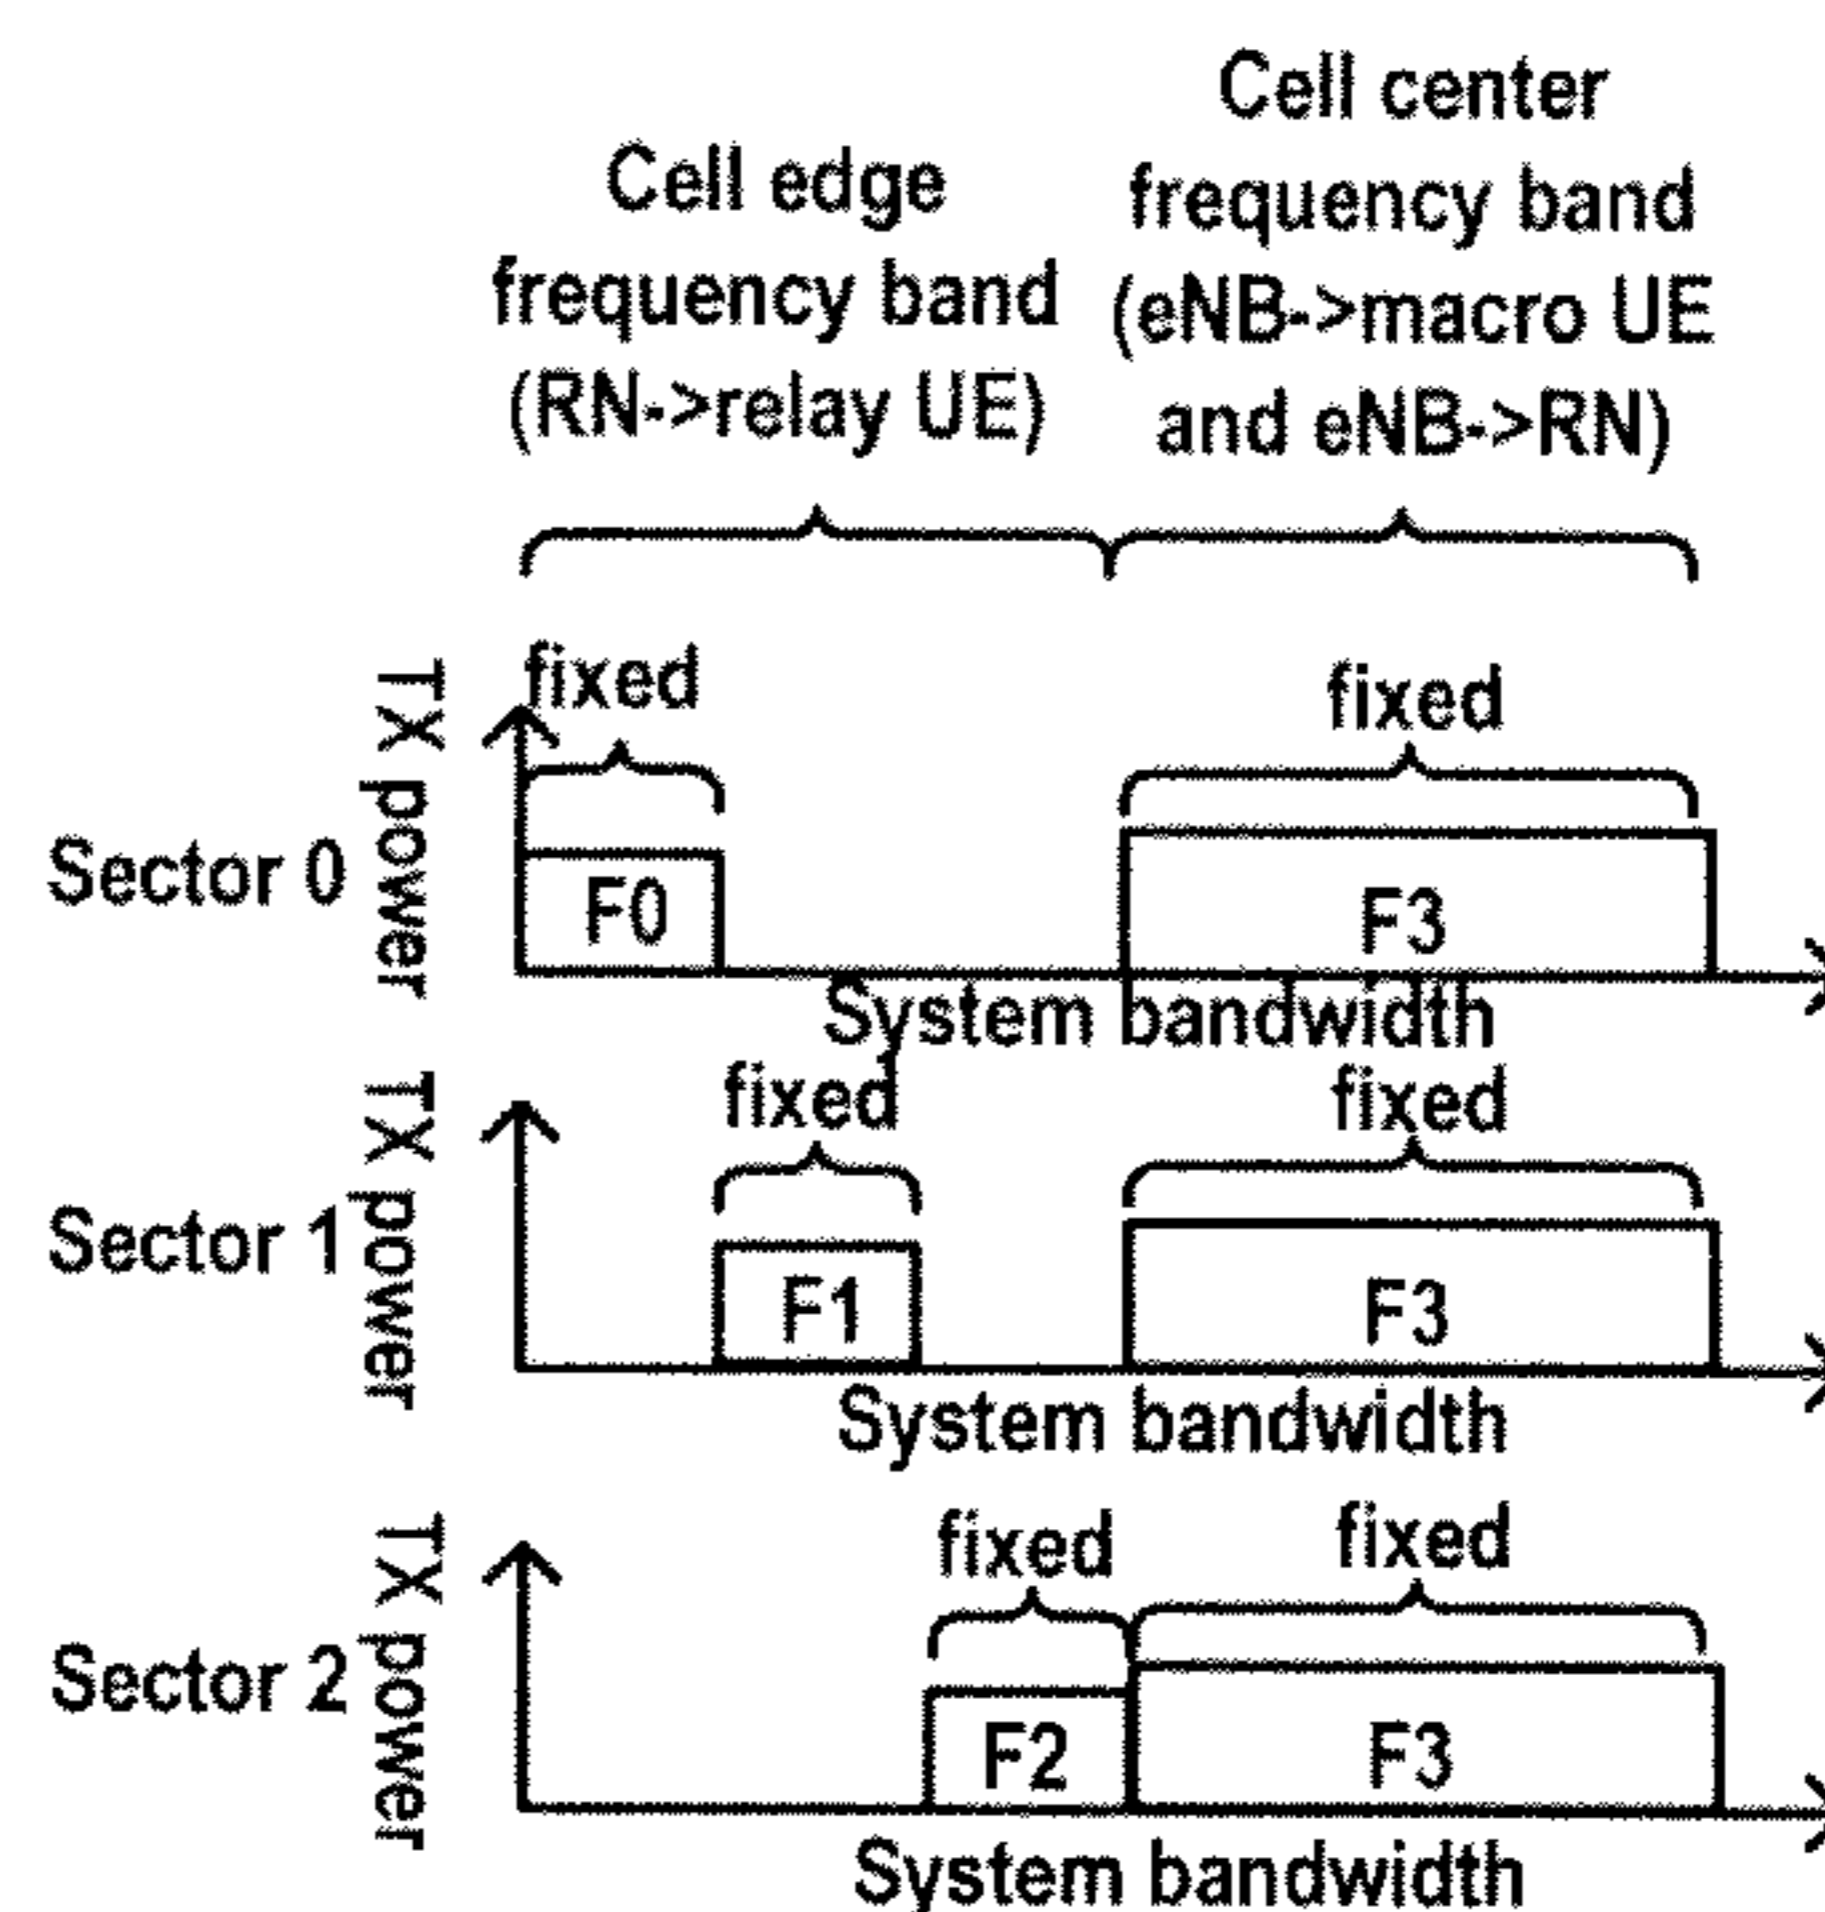 Cell edge
frequency band
(RN->relay UE)
Cell center
frequency band
(eNB->macro UE
and eNB->RN)
Sector 0
TX power
fixed
F0
fixed
F3
System bandwidth
Sector 1
TX power
fixed
F1
fixed
F3
System bandwidth
Sector 2
TX power
fixed
F2
fixed
F3
System bandwidth